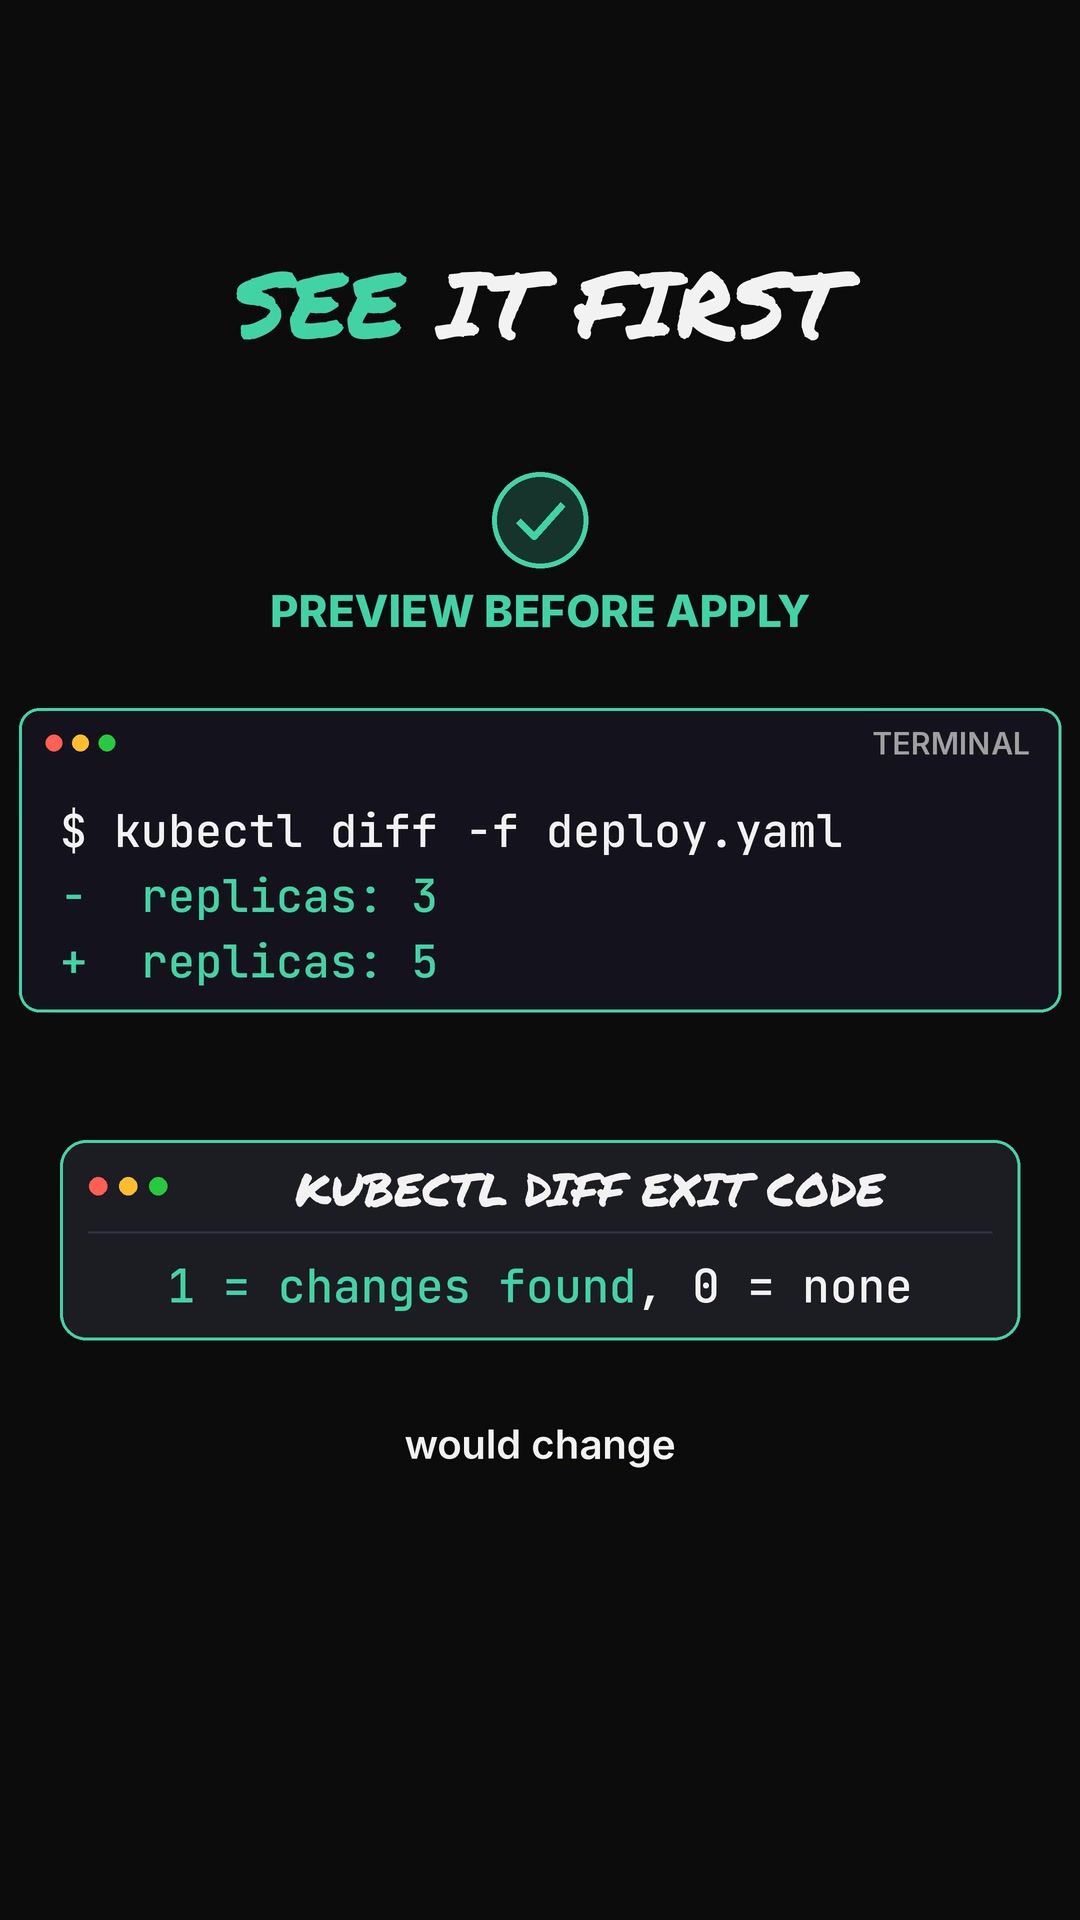 SEE IT FIRST
PREVIEW BEFORE APPLY
TERMINAL
$ kubectl diff -f deploy.yaml
-  replicas: 3
+  replicas: 5
KUBECTL DIFF EXIT CODE
1 = changes found, 0 = none
would change